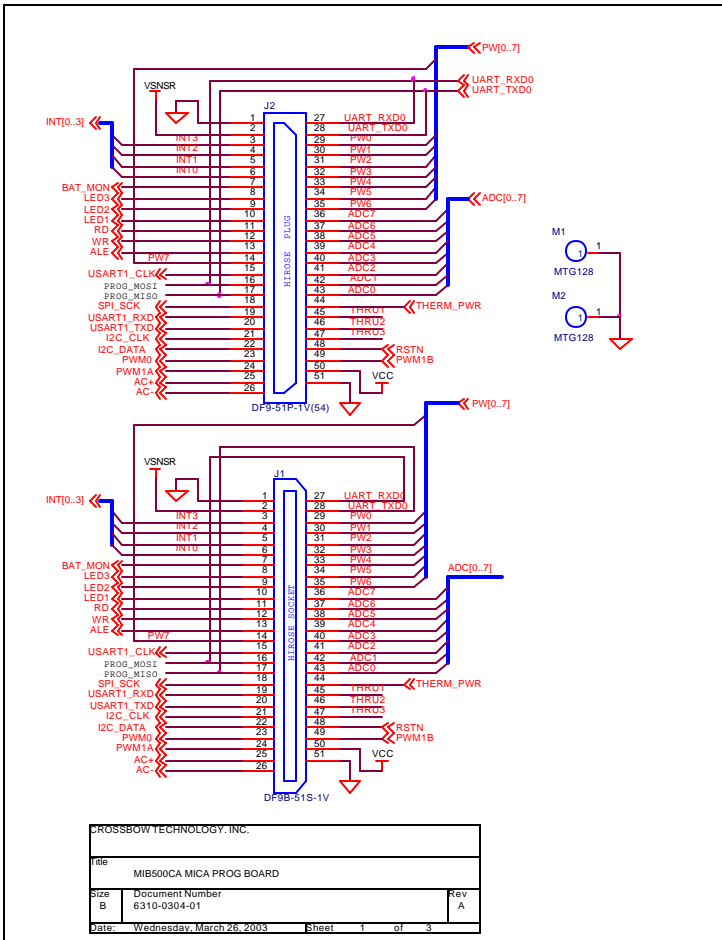 PW[0..7]
UART_RXD0
UART_TXD0
VSNSR
J2
INT[0..3]
1 27 UART_RXD0
2 28 UART_TXD0
INT3 3 29 PW0
INT2 4 30 PW1
INT1 5 31 PW2
INT0 6 32 PW3
BAT_MON 7 33 PW4
LED3 8 34 PW5
LED2 9 35 PW6
LED1 10 36 ADC7
RD 11 37 ADC6
WR 12 38 ADC5
ALE 13 39 ADC4
PW7 14 40 ADC3
USART1_CLK 15 41 ADC2
PROG_MOSI 16 42 ADC1
PROG_MISO 17 43 ADC0
SPI_SCK 18 44 THERM_PWR
USART1_RXD 19 45 THRU1
USART1_TXD 20 46 THRU2
I2C_CLK 21 47 THRU3
I2C_DATA 22 48 RSTN
PWM0 23 49 PWM1B
PWM1A 24 50
AC+ 25 51 VCC
AC- 26
HIROSE PLUG
DF9-51P-1V(54)
ADC[0..7]
M1
1 1
MTG128
M2
1 1
MTG128
PW[0..7]
VSNSR
J1
INT[0..3]
1 27 UART_RXD0
2 28 UART_TXD0
INT3 3 29 PW0
INT2 4 30 PW1
INT1 5 31 PW2
INT0 6 32 PW3
BAT_MON 7 33 PW4
LED3 8 34 PW5
LED2 9 35 PW6
LED1 10 36 ADC7
RD 11 37 ADC6
WR 12 38 ADC5
ALE 13 39 ADC4
PW7 14 40 ADC3
USART1_CLK 15 41 ADC2
PROG_MOSI 16 42 ADC1
PROG_MISO 17 43 ADC0
SPI_SCK 18 44 THERM_PWR
USART1_RXD 19 45 THRU1
USART1_TXD 20 46 THRU2
I2C_CLK 21 47 THRU3
I2C_DATA 22 48 RSTN
PWM0 23 49 PWM1B
PWM1A 24 50
AC+ 25 51 VCC
AC- 26
HIROSE SOCKET
DF9B-51S-1V
ADC[0..7]
CROSSBOW TECHNOLOGY. INC.
Title
MIB500CA MICA PROG BOARD
Size Document Number Rev
B 6310-0304-01 A
Date: Wednesday, March 26, 2003 Sheet 1 of 3